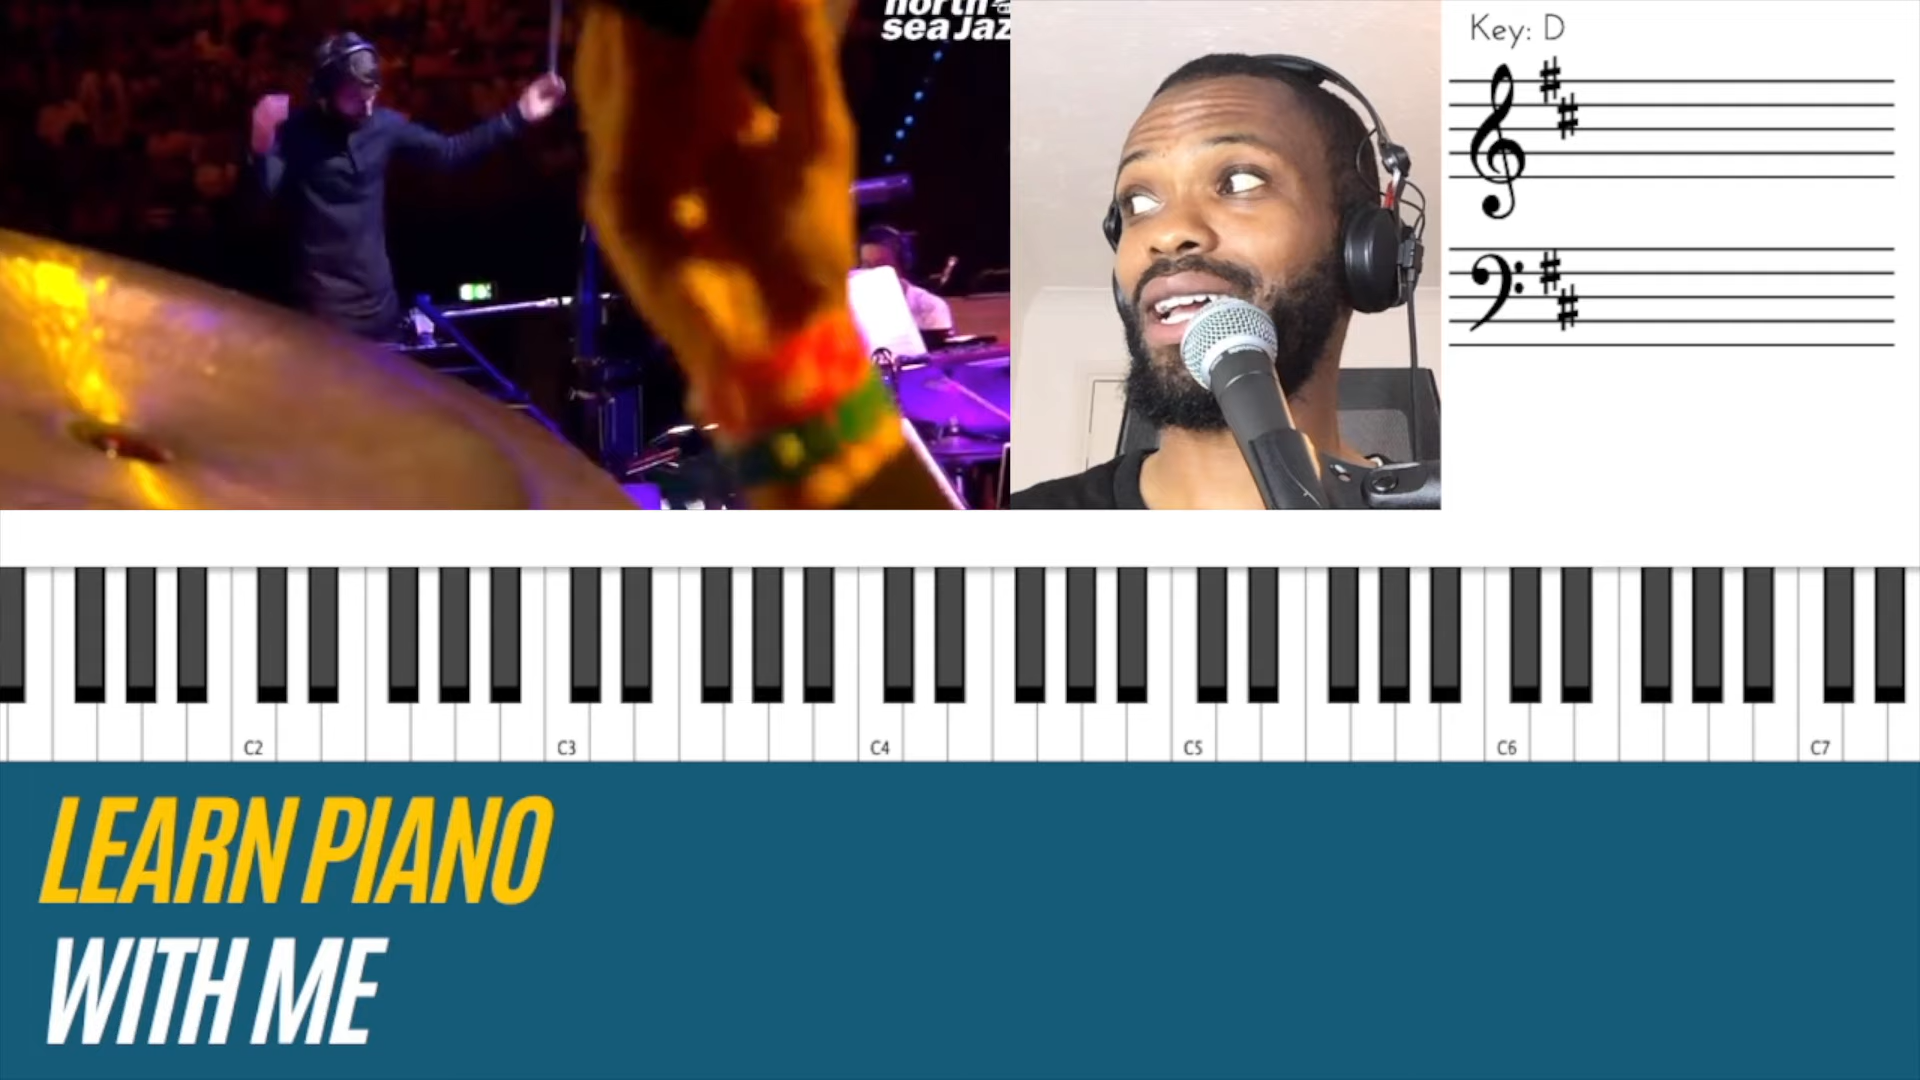 north
sea Jaz
Key: D
C2 C3 C4 C5 C6 C7
LEARN PIANO
WITH ME